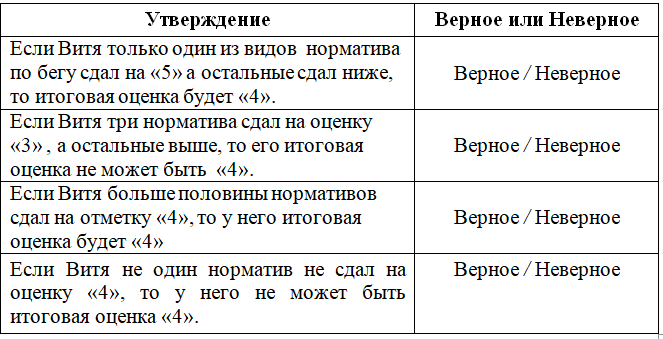 Утверждение
Верное или Неверное
Если Витя только один из видов норматива
по бегу сдал на «5» а остальные сдал ниже,
то итоговая оценка будет «4».
Верное / Неверное
Если Витя три норматива сдал на оценку
«3» , а остальные выше, то его итоговая
оценка не может быть «4».
Верное / Неверное
Если Витя больше половины нормативов
сдал на отметку «4», то у него итоговая
оценка будет «4»
Верное / Неверное
Если Витя не один норматив не сдал на
оценку «4», то у него не может быть
итоговая оценка «4».
Верное / Неверное